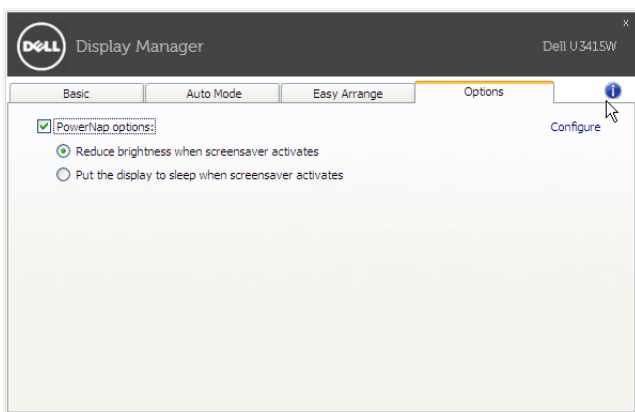 DELL Display Manager
x
Dell U3415W
Basic Auto Mode Easy Arrange Options i
PowerNap options: Configure
Reduce brightness when screensaver activates
Put the display to sleep when screensaver activates